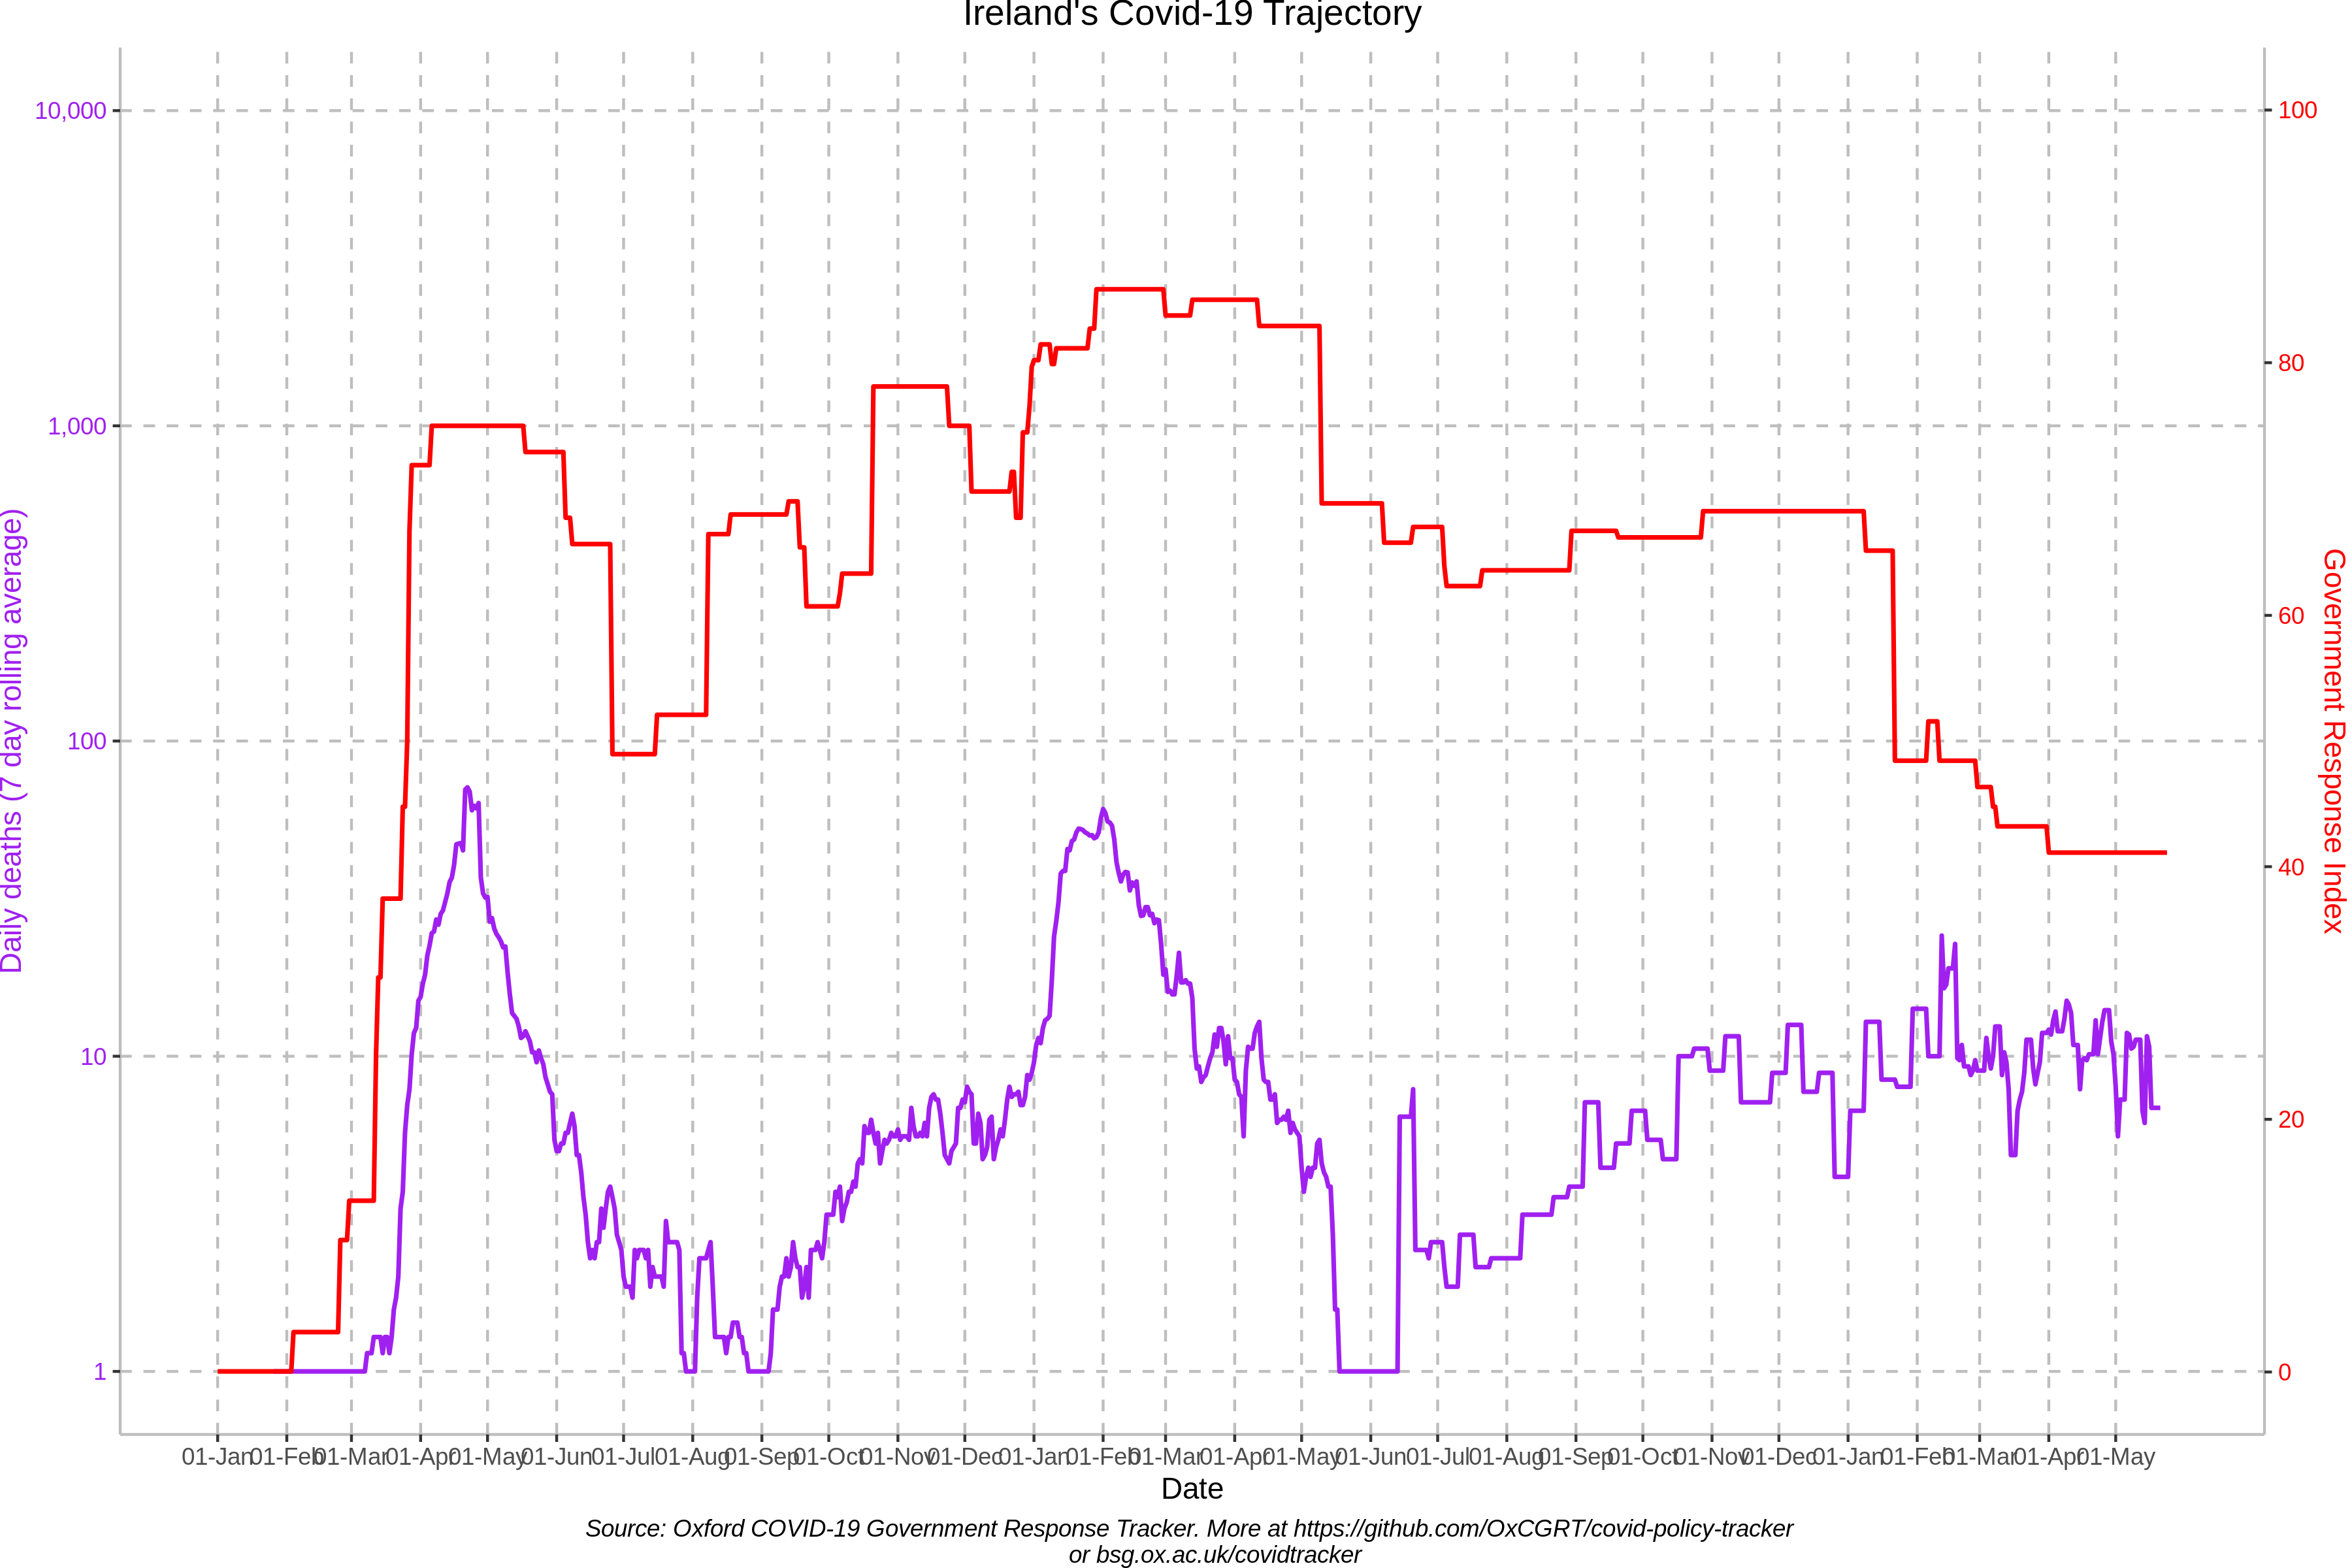 Ireland's Covid-19 Trajectory
10,000
1,000
100
10
1
Daily deaths (7 day rolling average)
100
80
60
40
20
0
Government Response Index
01-Jan 01-Feb 01-Mar 01-Apr 01-May 01-Jun 01-Jul 01-Aug 01-Sep 01-Oct 01-Nov 01-Dec 01-Jan 01-Feb 01-Mar 01-Apr 01-May 01-Jun 01-Jul 01-Aug 01-Sep 01-Oct 01-Nov 01-Dec 01-Jan 01-Feb 01-Mar 01-Apr 01-May
Date
Source: Oxford COVID-19 Government Response Tracker. More at https://github.com/OxCGRT/covid-policy-tracker
or bsg.ox.ac.uk/covidtracker